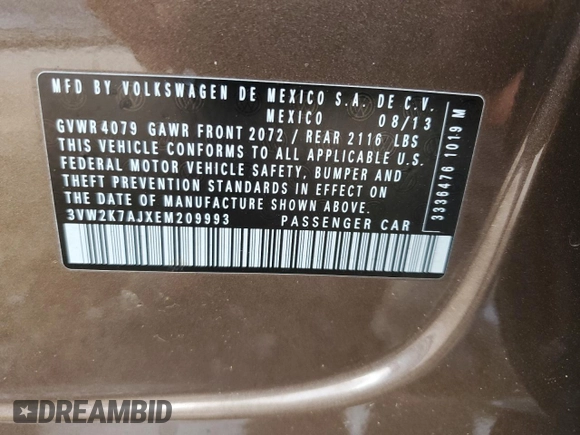 MFD BY VOLKSWAGEN DE MEXICO S.A. DE C.V.
MEXICO 08/13
GVWR 4079 GAWR FRONT 2072 / REAR 2116 LBS
THIS VEHICLE CONFORMS TO ALL APPLICABLE U.S.
FEDERAL MOTOR VEHICLE SAFETY, BUMPER AND
THEFT PREVENTION STANDARDS IN EFFECT ON
THE DATE OF MANUFACTURE SHOWN ABOVE.
3VW2K7AJXEM209993 PASSENGER CAR
3336476 1019 M
DREAMBID